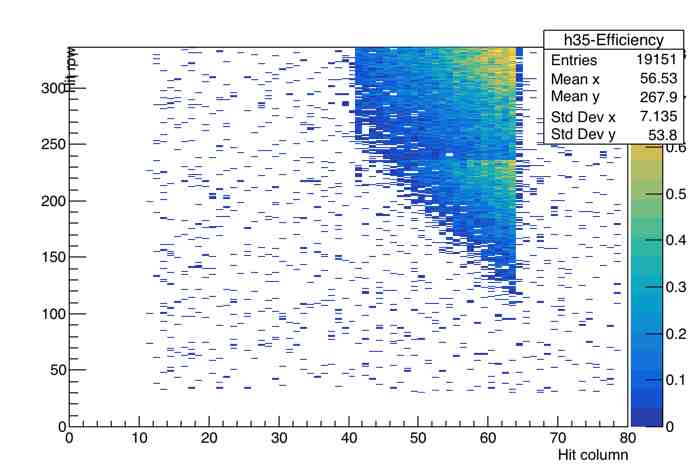 h35-Efficiency
Entries 19151
Mean x 56.53
Mean y 267.9
Std Dev x 7.135
Std Dev y 53.8
300
250
200
150
100
50
0
0 10 20 30 40 50 60 70 80
Hit column
0.6
0.5
0.4
0.3
0.2
0.1
0